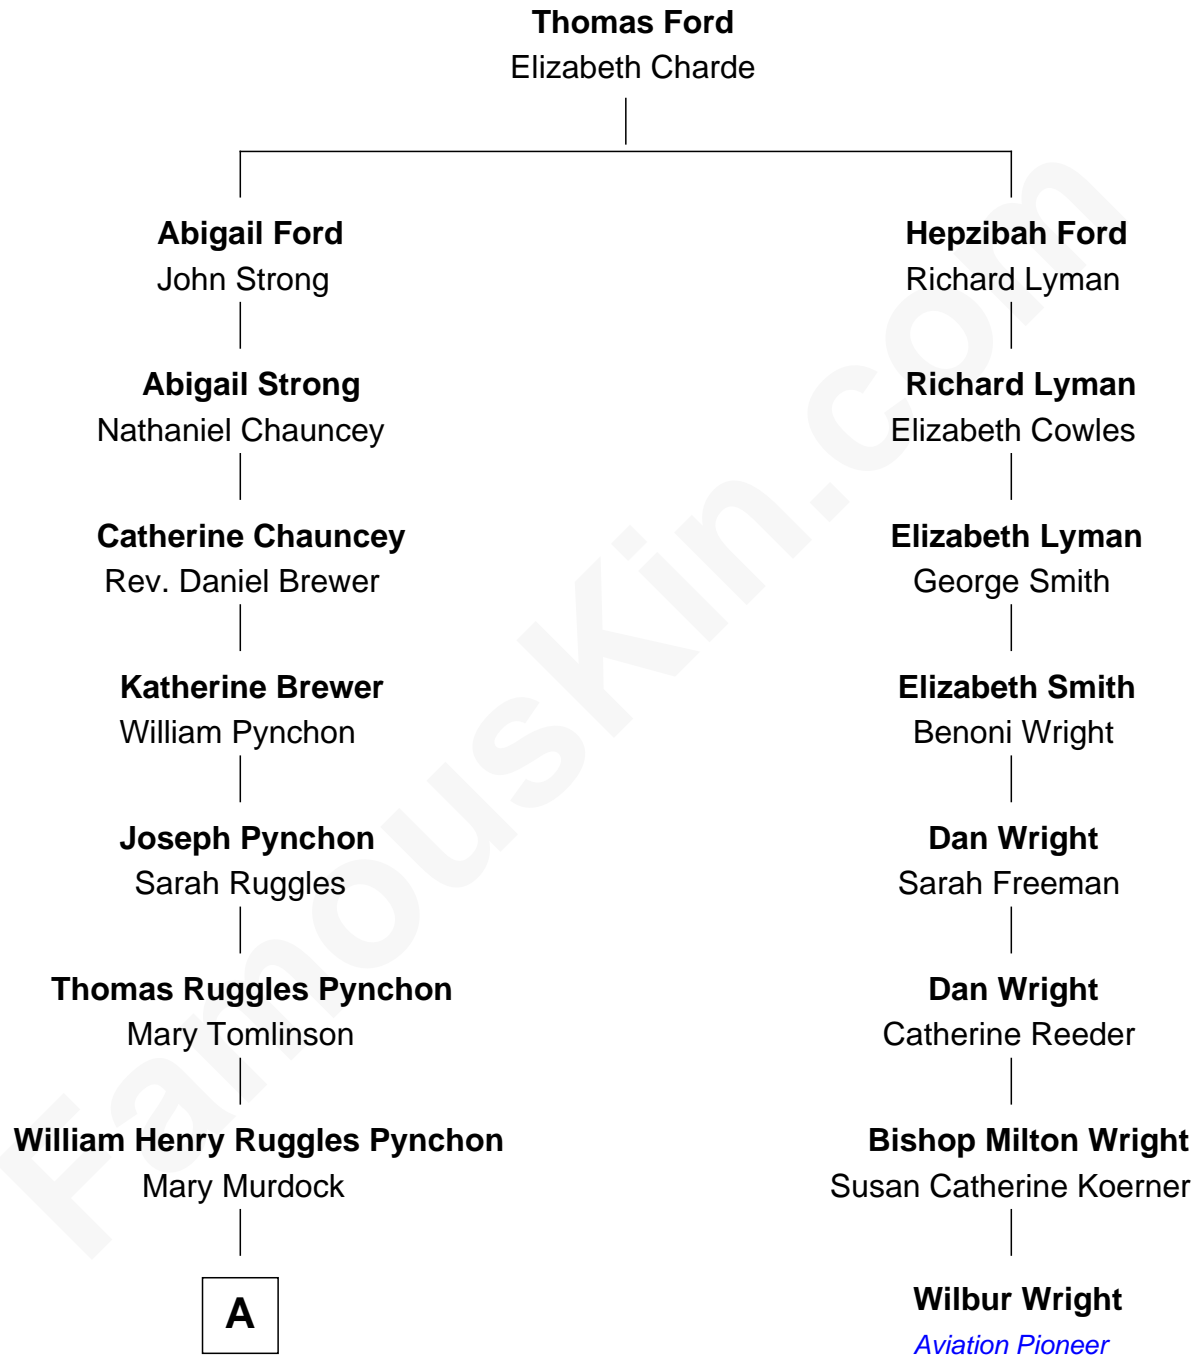 Thomas Ford
Elizabeth Charde
Abigail Ford
John Strong
Hepzibah Ford
Richard Lyman
Abigail Strong
Nathaniel Chauncey
Richard Lyman
Elizabeth Cowles
Catherine Chauncey
Rev. Daniel Brewer
Elizabeth Lyman
George Smith
Katherine Brewer
William Pynchon
Elizabeth Smith
Benoni Wright
Joseph Pynchon
Sarah Ruggles
Dan Wright
Sarah Freeman
Thomas Ruggles Pynchon
Mary Tomlinson
Dan Wright
Catherine Reeder
William Henry Ruggles Pynchon
Mary Murdock
Bishop Milton Wright
Susan Catherine Koerner
A
Wilbur Wright
Aviation Pioneer
FamousKin.com